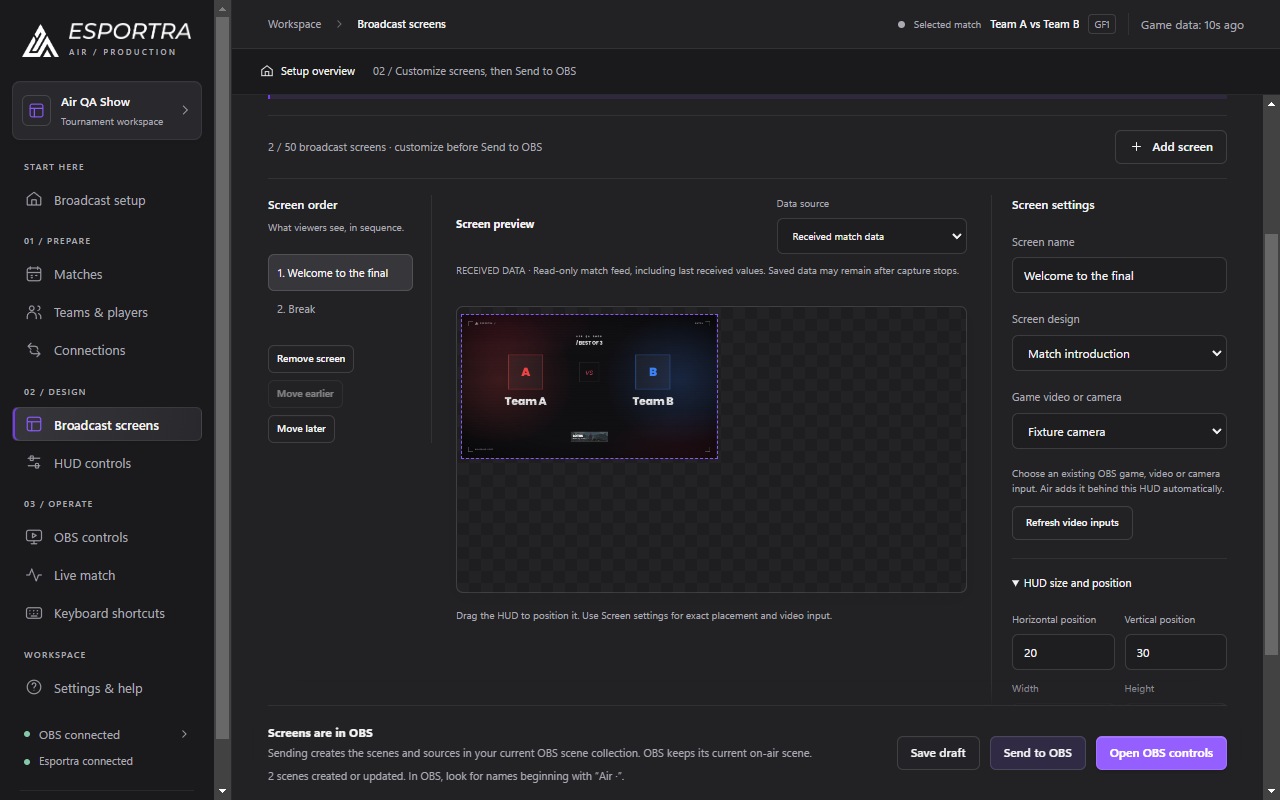 ESPORTRA
AIR / PRODUCTION
Workspace
Broadcast screens
Selected match Team A vs Team B GF1
Game data: 10s ago
Setup overview
02 / Customize screens, then Send to OBS
Air QA Show
Tournament workspace
START HERE
Broadcast setup
01 / PREPARE
Matches
Teams & players
Connections
02 / DESIGN
Broadcast screens
HUD controls
03 / OPERATE
OBS controls
Live match
Keyboard shortcuts
WORKSPACE
Settings & help
OBS connected
Esportra connected
2 / 50 broadcast screens · customize before Send to OBS
+ Add screen
Screen order
What viewers see, in sequence.
1. Welcome to the final
2. Break
Remove screen
Move earlier
Move later
Screen preview
Data source
Received match data
RECEIVED DATA · Read-only match feed, including last received values. Saved data may remain after capture stops.
/ BEST OF 3
A
VS
B
Team A
Team B
Drag the HUD to position it. Use Screen settings for exact placement and video input.
Screen settings
Screen name
Welcome to the final
Screen design
Match introduction
Game video or camera
Fixture camera
Choose an existing OBS game, video or camera
input. Air adds it behind this HUD automatically.
Refresh video inputs
▼ HUD size and position
Horizontal position
Vertical position
20
30
Width
Height
Screens are in OBS
Sending creates the scenes and sources in your current OBS scene collection. OBS keeps its current on-air scene.
2 scenes created or updated. In OBS, look for names beginning with “Air ·”.
Save draft
Send to OBS
Open OBS controls